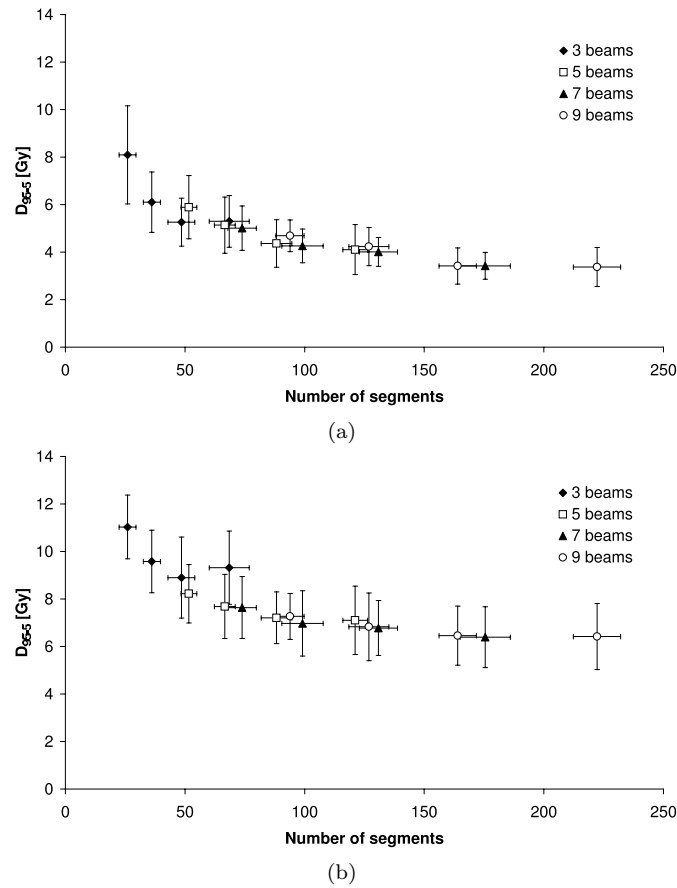 14
12
10
8
6
4
2
0
D95-5 [Gy]
3 beams
5 beams
7 beams
9 beams
0 50 100 150 200 250
Number of segments
(a)
14
12
10
8
6
4
2
0
D95-5 [Gy]
3 beams
5 beams
7 beams
9 beams
0 50 100 150 200 250
Number of segments
(b)